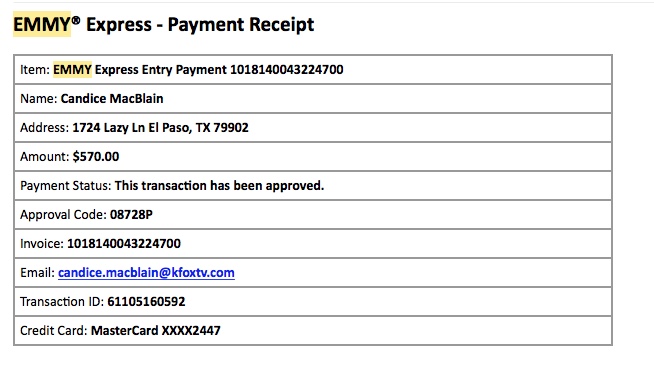 EMMY® Express - Payment Receipt
Item: EMMY Express Entry Payment 1018140043224700
Name: Candice MacBlain
Address: 1724 Lazy Ln El Paso, TX 79902
Amount: $570.00
Payment Status: This transaction has been approved.
Approval Code: 08728P
Invoice: 1018140043224700
Email: candice.macblain@kfoxtv.com
Transaction ID: 61105160592
Credit Card: MasterCard XXXX2447